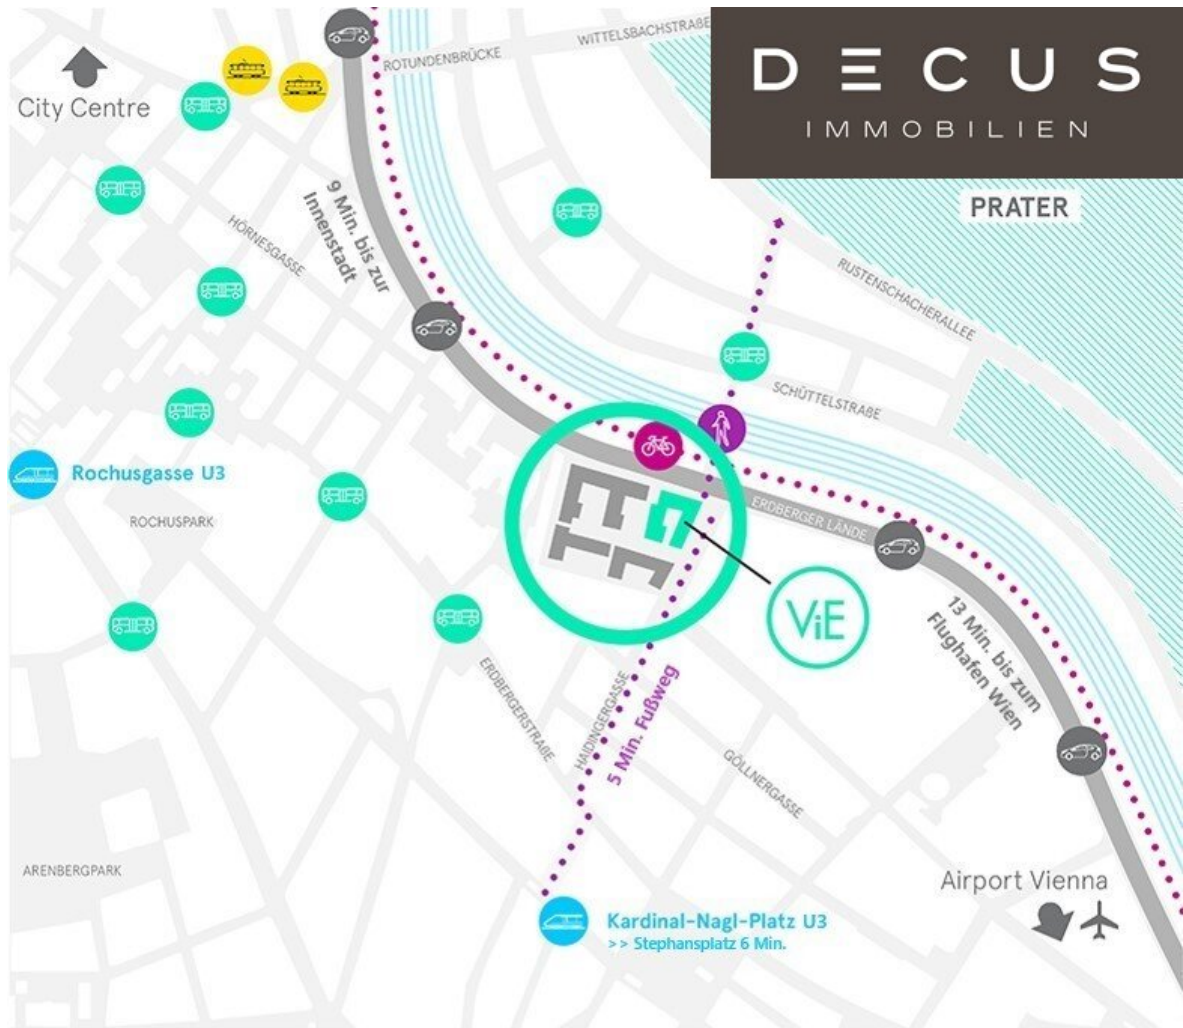 DECUS
IMMOBILIEN
WITTELSBACHSTRAßE
ROTUNDENBRÜCKE
City Centre
PRATER
9 Min. bis zur
Innenstadt
HÖRNESGASSE
RUSTENSCHACHERALLEE
SCHÜTTELSTRAßE
Rochusgasse U3
ROCHUSPARK
ERDBERGER LÄNDE
ViE
13 Min. bis zum
Flughafen Wien
ERDBERGERSTRAßE
HAIDINGERGASSE
5 Min. Fußweg
GÖLLNERGASSE
ARENBERGPARK
Airport Vienna
Kardinal-Nagl-Platz U3
>> Stephansplatz 6 Min.